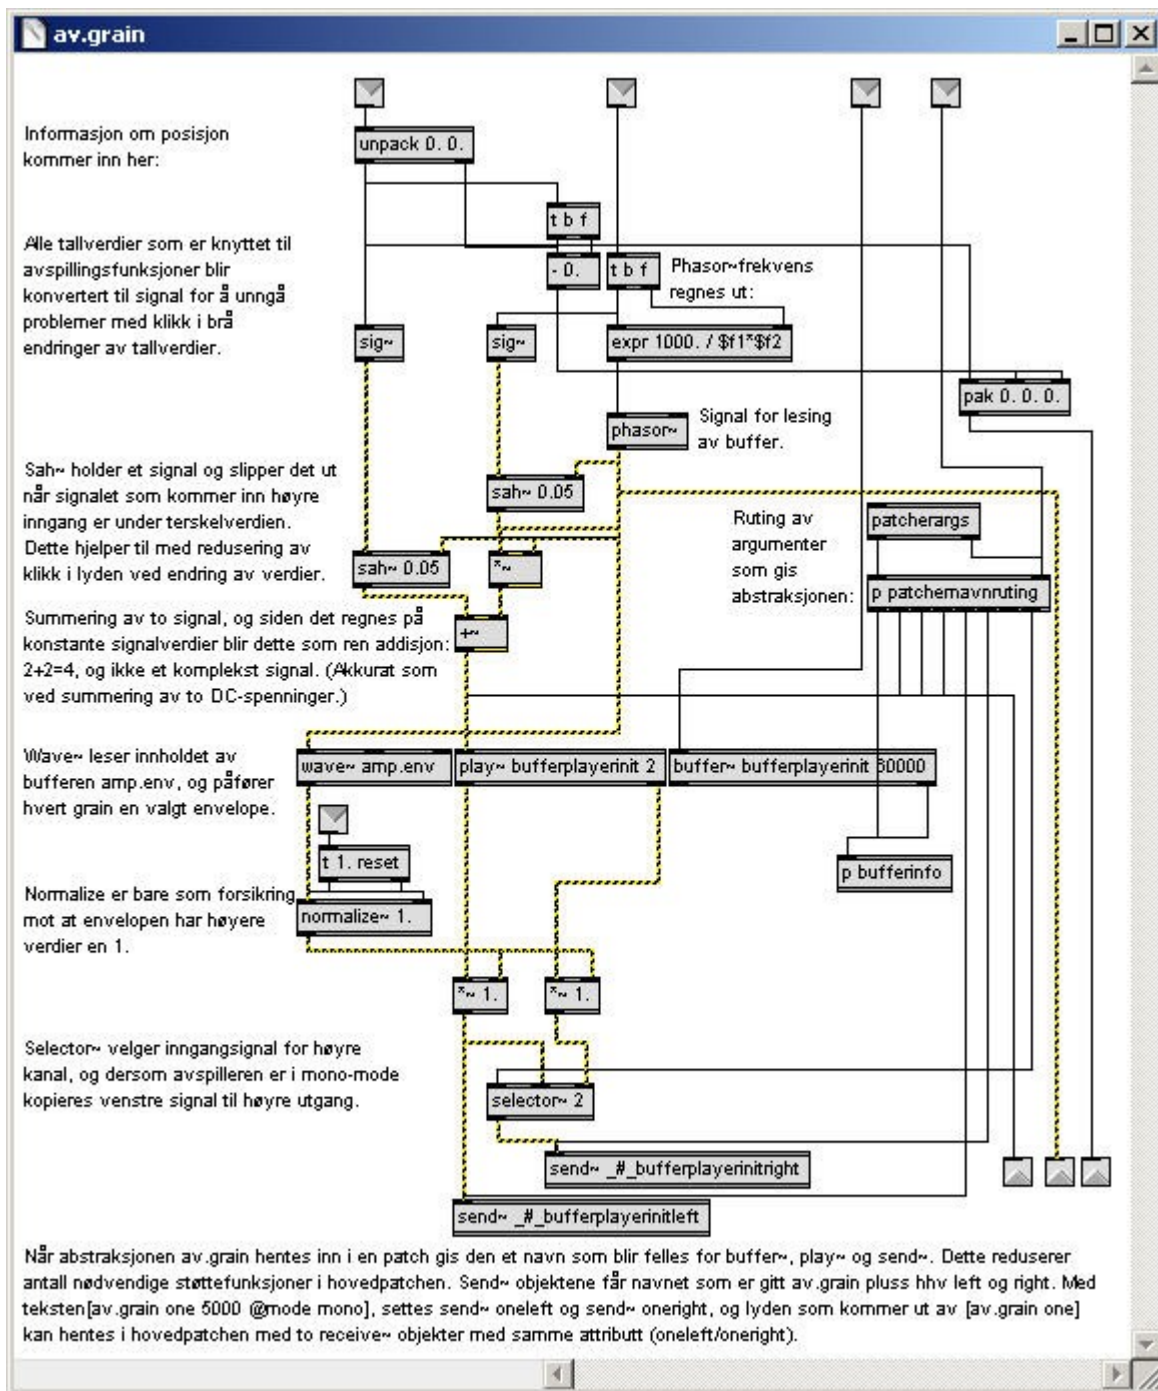 av.grain
Informasjon om posisjon
kommer inn her:
unpack 0. 0.
t b f
Alle tallverdier som er knyttet til
avspillingsfunksjoner blir
konvertert til signal for å unngå
problemer med klikk i brå
endringer av tallverdier.
- 0.
t b f
Phasor~frekvens
regnes ut:
sig~
sig~
expr 1000. / $f1*$f2
pak 0. 0. 0.
phasor~
Signal for lesing
av buffer.
Sah~ holder et signal og slipper det ut
når signalet som kommer inn høyre
inngang er under terskelverdien.
Dette hjelper til med redusering av
klikk i lyden ved endring av verdier.
sah~ 0.05
Ruting av
argumenter
som gis
abstraksjonen:
patcherargs
sah~ 0.05
*~
p patchernavnruting
Summering av to signal, og siden det regnes på
konstante signalverdier blir dette som ren addisjon:
2+2=4, og ikke et komplekst signal. (Akkurat som
ved summering av to DC-spenninger.)
+~
Wave~ leser innholdet av
bufferen amp.env, og påfører
hvert grain en valgt envelope.
wave~ amp.env
play~ bufferplayerinit 2
buffer~ bufferplayerinit 60000
t 1. reset
p bufferinfo
Normalize er bare som forsikring
mot at envelopen har høyere
verdier en 1.
normalize~ 1.
*~ 1.
*~ 1.
Selector~ velger inngangsignal for høyre
kanal, og dersom avspilleren er i mono-mode
kopieres venstre signal til høyre utgang.
selector~ 2
send~ _#_bufferplayerinitright
send~ _#_bufferplayerinitleft
Når abstraksjonen av.grain hentes inn i en patch gis den et navn som blir felles for buffer~, play~ og send~. Dette reduserer
antall nødvendige støttefunksjoner i hovedpatchen. Send~ objektene får navnet som er gitt av.grain pluss hhv left og right. Med
teksten[av.grain one 5000 @mode mono], settes send~ oneleft og send~ oneright, og lyden som kommer ut av [av.grain one]
kan hentes i hovedpatchen med to receive~ objekter med samme attributt (oneleft/oneright).